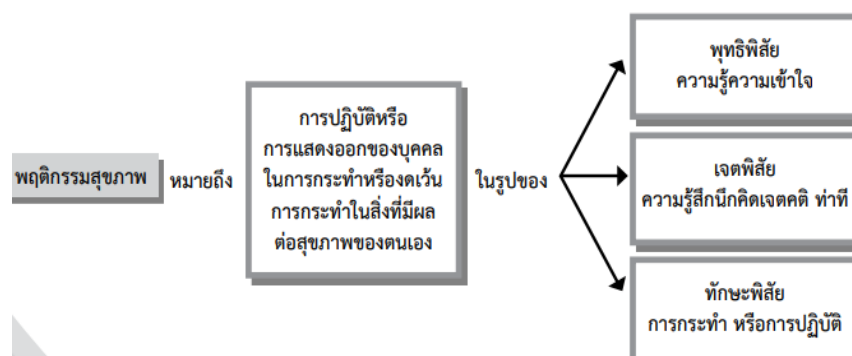 พฤติกรรมสุขภาพ
หมายถึง
การปฏิบัติหรือ
การแสดงออกของบุคคล
ในการกระทำหรืองดเว้น
การกระทำในสิ่งที่มีผล
ต่อสุขภาพของตนเอง
ในรูปของ
พุทธิพิสัย
ความรู้ความเข้าใจ
เจตพิสัย
ความรู้สึกนึกคิดเจตคติ ท่าที
ทักษะพิสัย
การกระทำ หรือการปฏิบัติ